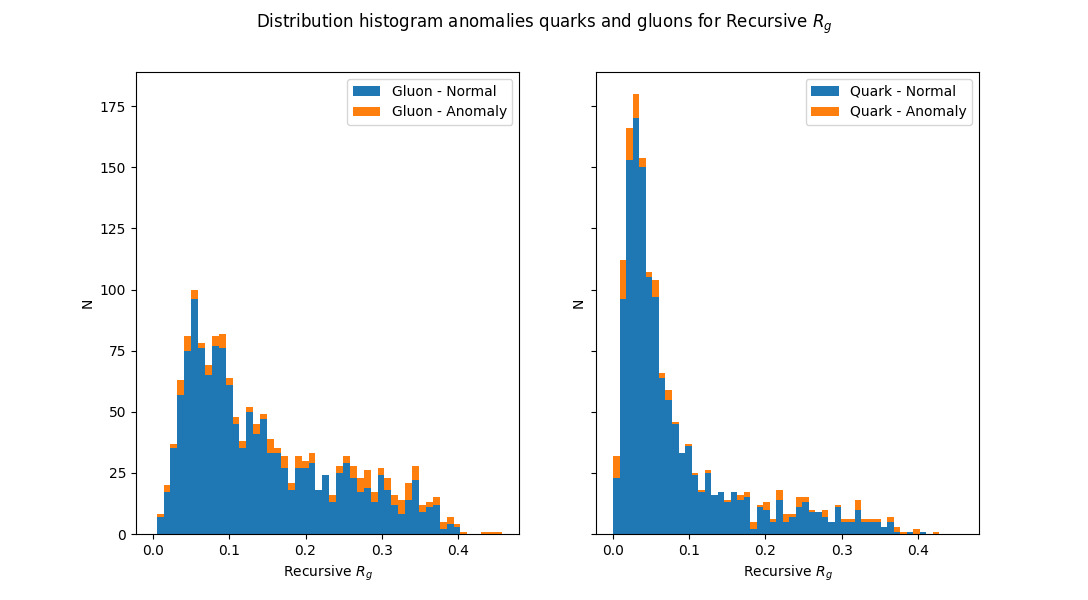 Distribution histogram anomalies quarks and gluons for Recursive R_g
Gluon - Normal
Gluon - Anomaly
175
150
125
100
75
50
25
0
N
0.0 0.1 0.2 0.3 0.4
Recursive R_g
Quark - Normal
Quark - Anomaly
N
0.0 0.1 0.2 0.3 0.4
Recursive R_g